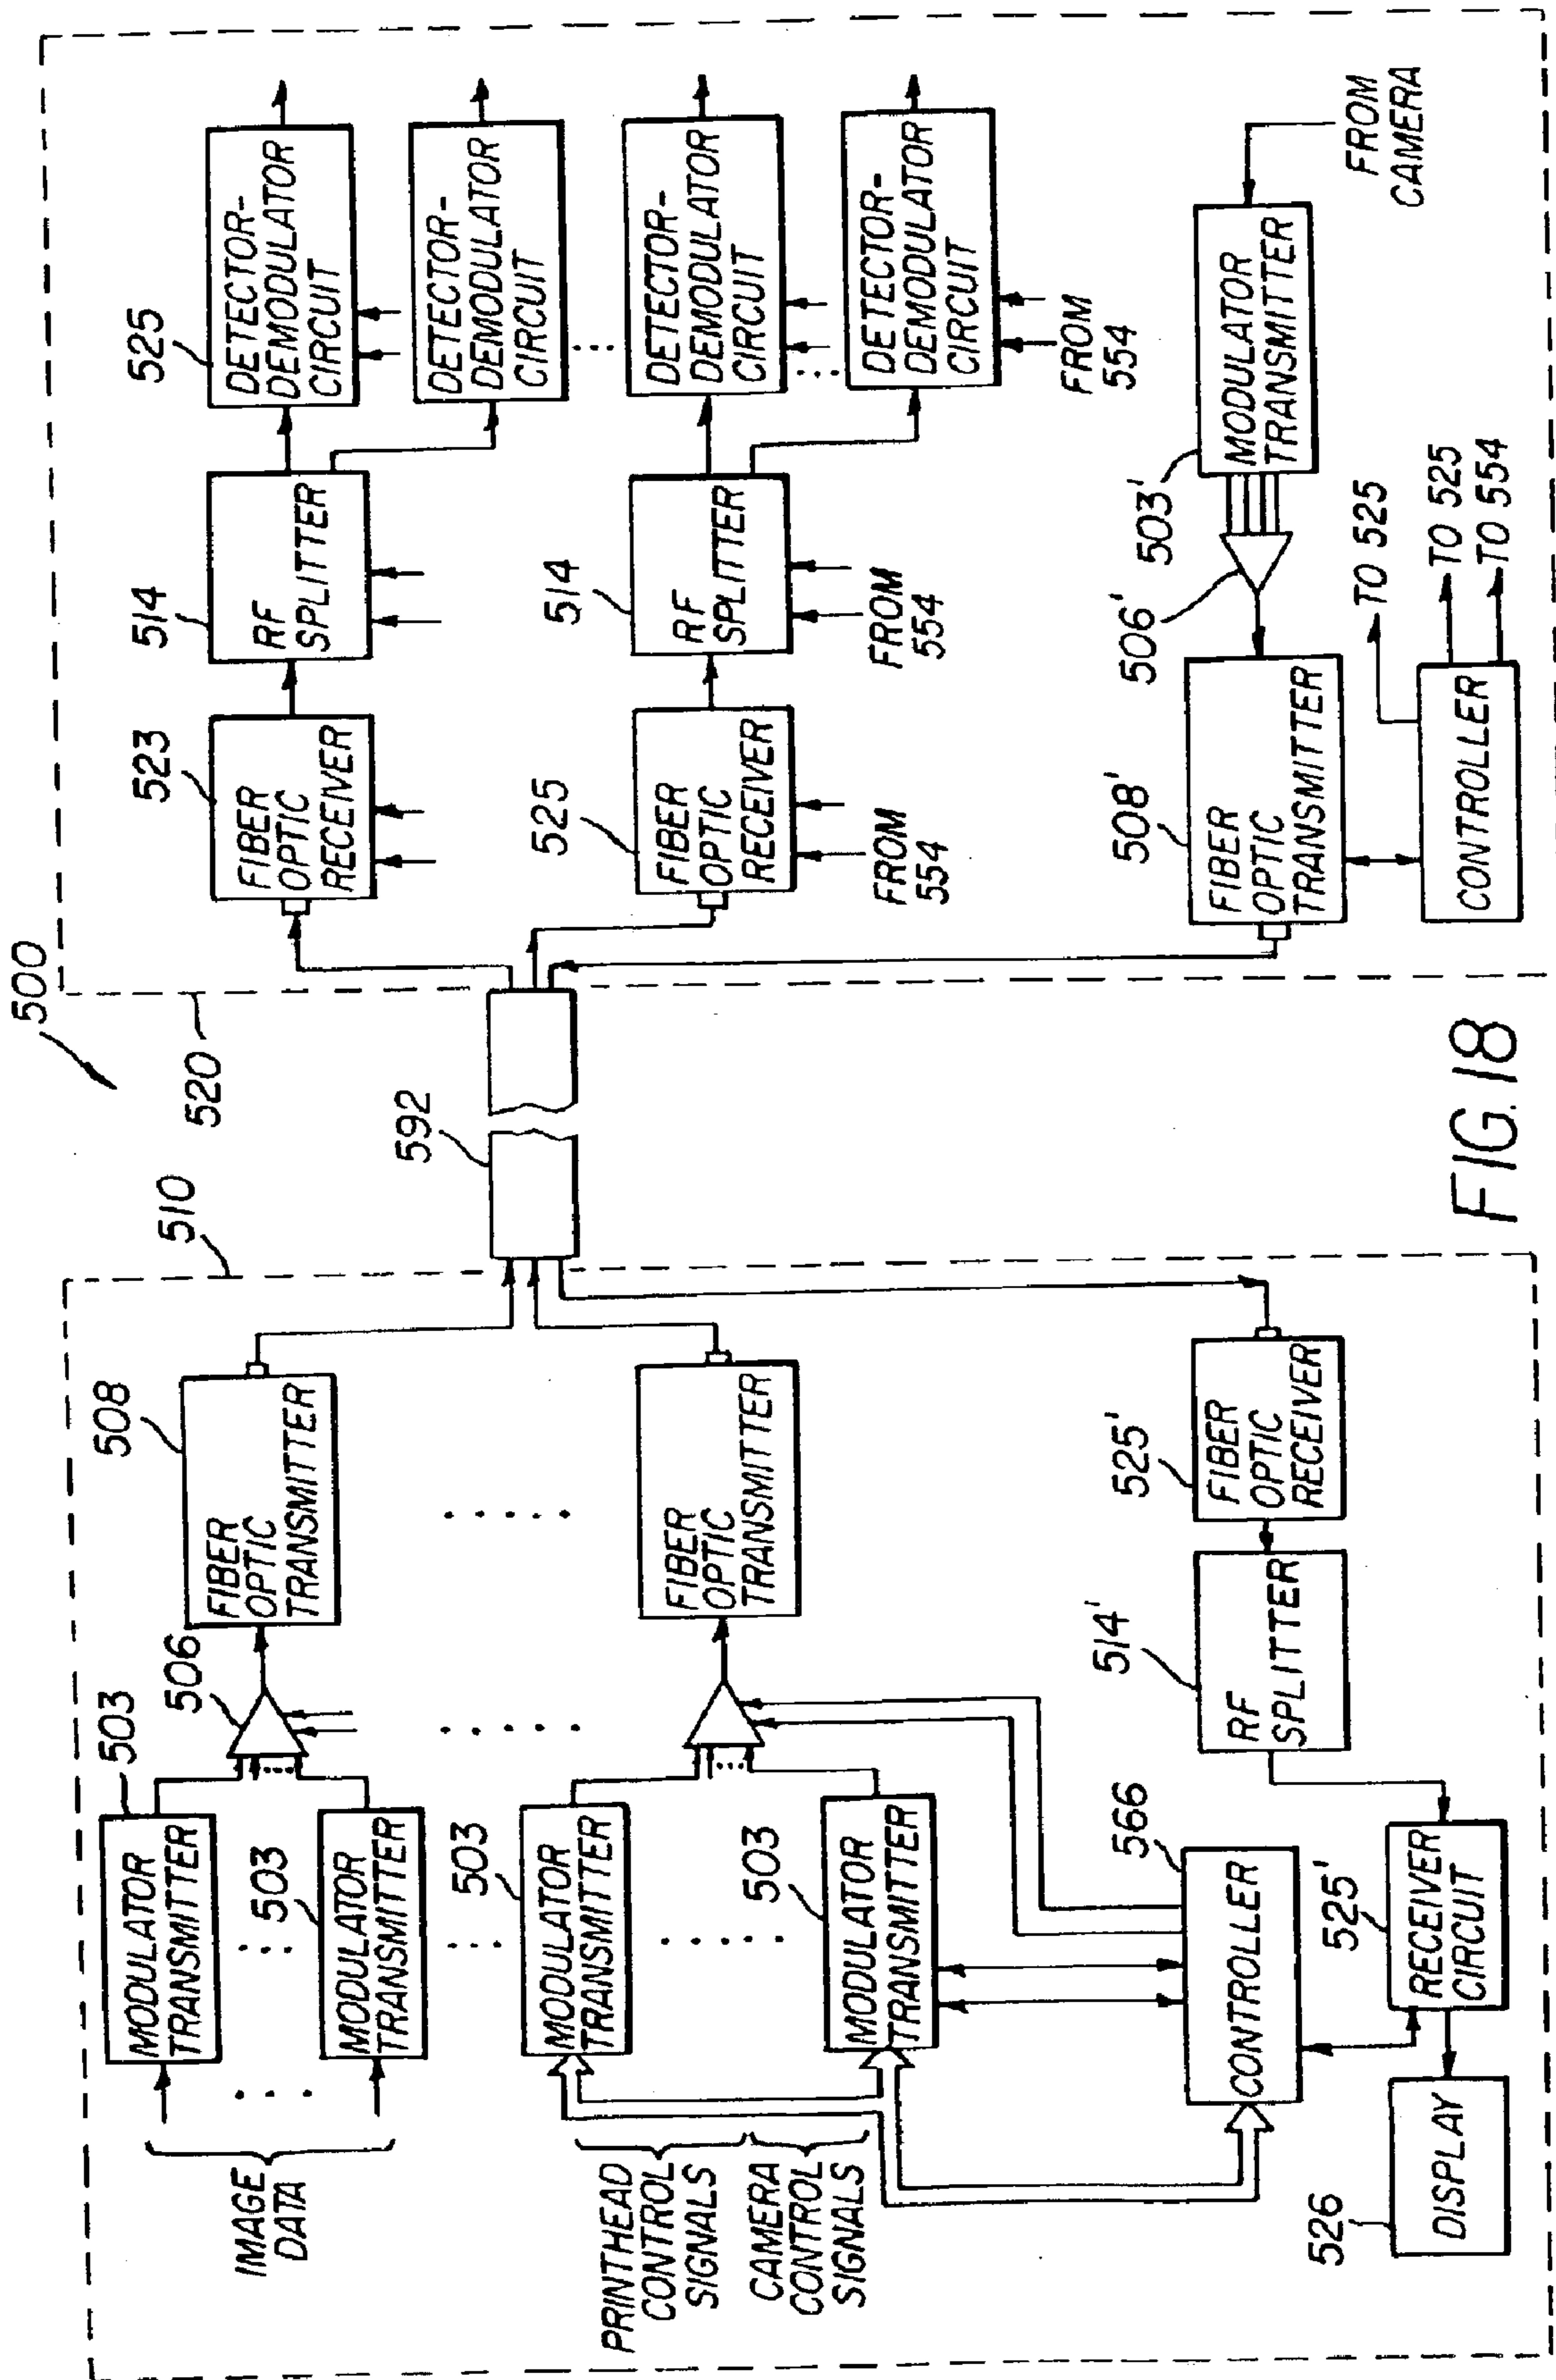 500
510
520
592
503
MODULATOR
TRANSMITTER
506
508
FIBER
OPTIC
TRANSMITTER
503
MODULATOR
TRANSMITTER
IMAGE
DATA
503
MODULATOR
TRANSMITTER
FIBER
OPTIC
TRANSMITTER
503
MODULATOR
TRANSMITTER
PRINTHEAD
CONTROL
SIGNALS
CAMERA
CONTROL
SIGNALS
566
CONTROLLER
514'
RF
SPLITTER
525'
FIBER
OPTIC
RECEIVER
525'
RECEIVER
CIRCUIT
526
DISPLAY
523
FIBER
OPTIC
RECEIVER
514
RF
SPLITTER
525
DETECTOR-
DEMODULATOR
CIRCUIT
DETECTOR-
DEMODULATOR
CIRCUIT
525
FIBER
OPTIC
RECEIVER
FROM
554
514
RF
SPLITTER
FROM
554
DETECTOR-
DEMODULATOR
CIRCUIT
DETECTOR-
DEMODULATOR
CIRCUIT
FROM
554
508'
FIBER
OPTIC
TRANSMITTER
506'
503'
MODULATOR
TRANSMITTER
FROM
CAMERA
CONTROLLER
TO 525
TO 525
TO 554
FIG. 18